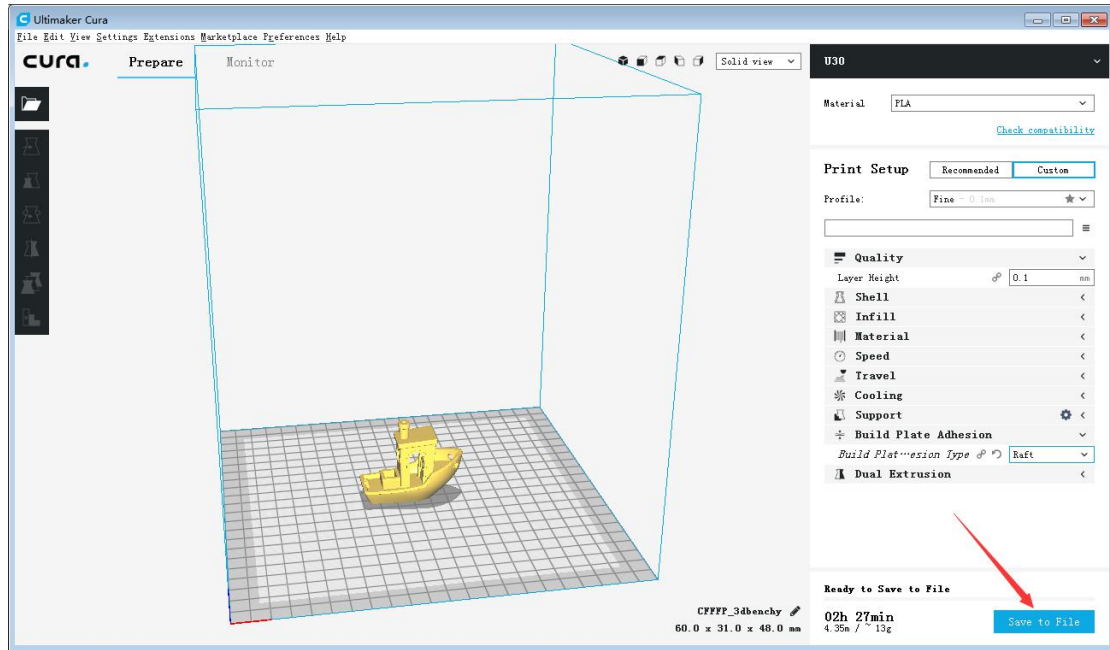 Ultimaker Cura
File Edit View Settings Extensions Marketplace Preferences Help
cura.
Prepare
Monitor
Solid view
U30
Material
PLA
Check compatibility
Print Setup
Recommended
Custom
Profile:
Fine - 0.1mm
Quality
Layer Height
0.1
mm
Shell
Infill
Material
Speed
Travel
Cooling
Support
Build Plate Adhesion
Build Plat⋯esion Type
Raft
Dual Extrusion
Ready to Save to File
02h 27min
4.35m / ~ 13g
Save to File
CFFFP_3dbenchy
60.0 x 31.0 x 48.0 mm